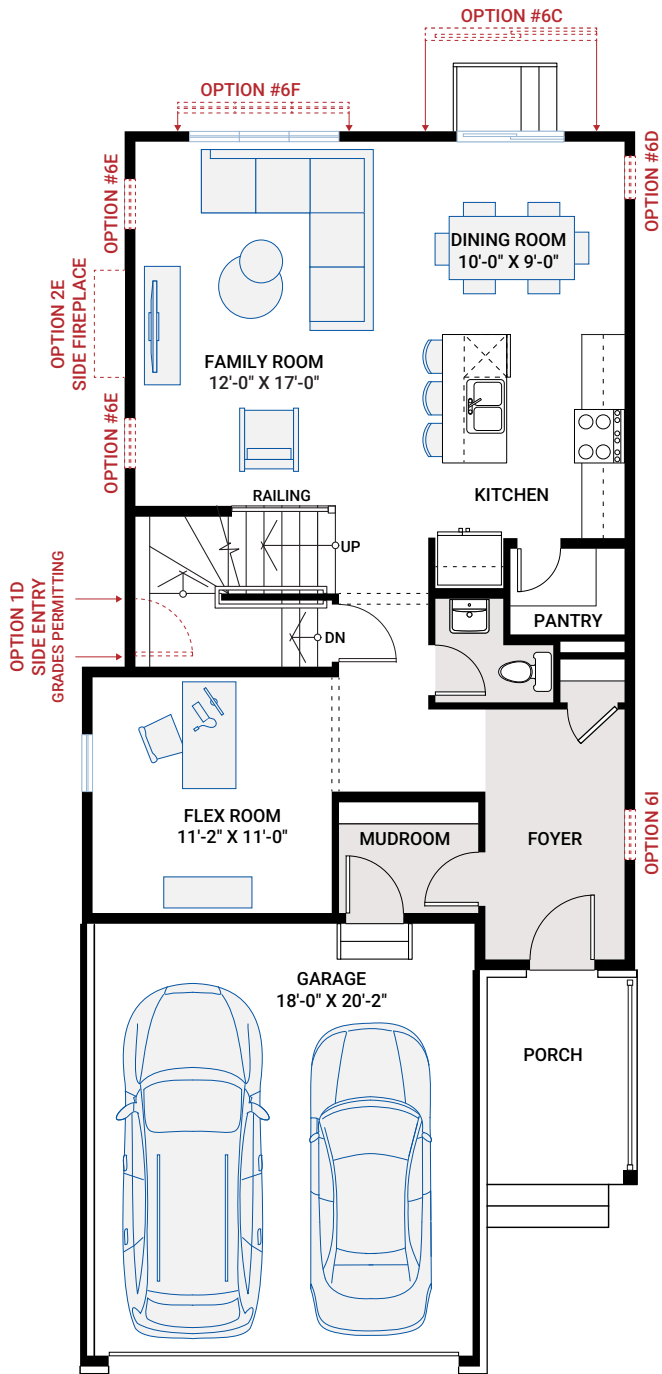 OPTION #6C
OPTION #6F
OPTION #6E
OPTION #6D
DINING ROOM
10'-0" X 9'-0"
OPTION 2E
SIDE FIREPLACE
FAMILY ROOM
12'-0" X 17'-0"
OPTION #6E
RAILING
KITCHEN
UP
OPTION 1D
SIDE ENTRY
GRADES PERMITTING
PANTRY
DN
FLEX ROOM
11'-2" X 11'-0"
MUDROOM
FOYER
OPTION 6I
GARAGE
18'-0" X 20'-2"
PORCH